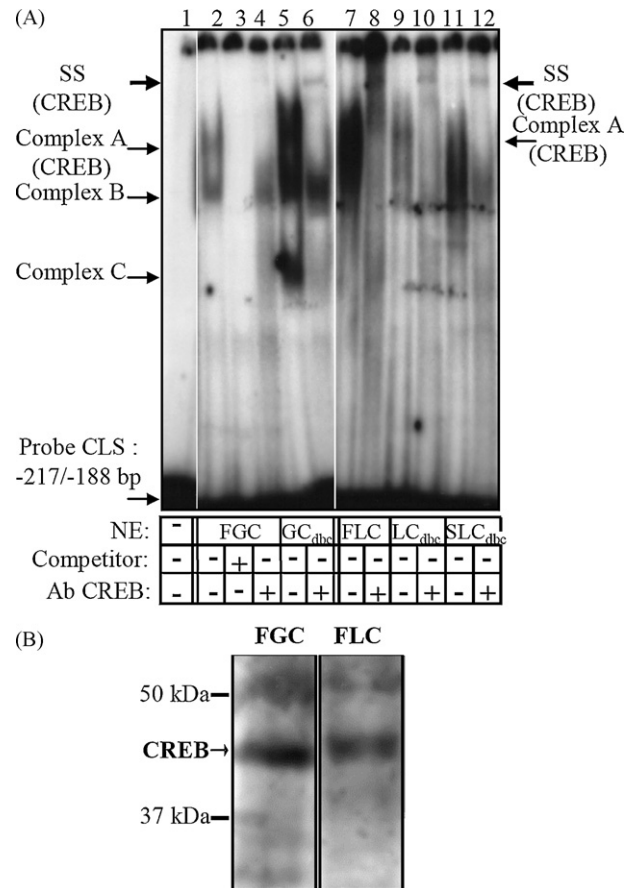 (A)
1 2 3 4 5 6 7 8 9 10 11 12
SS
(CREB)
Complex A
(CREB)
Complex B
Complex C
Probe CLS :
-217/-188 bp
SS
(CREB)
Complex A
(CREB)
NE: - FGC GCdbc FLC LCdbc SLCdbc
Competitor: - - + - - - - - - - - -
Ab CREB: - - - + - + - + - + - +
(B)
FGC FLC
50 kDa
CREB
37 kDa